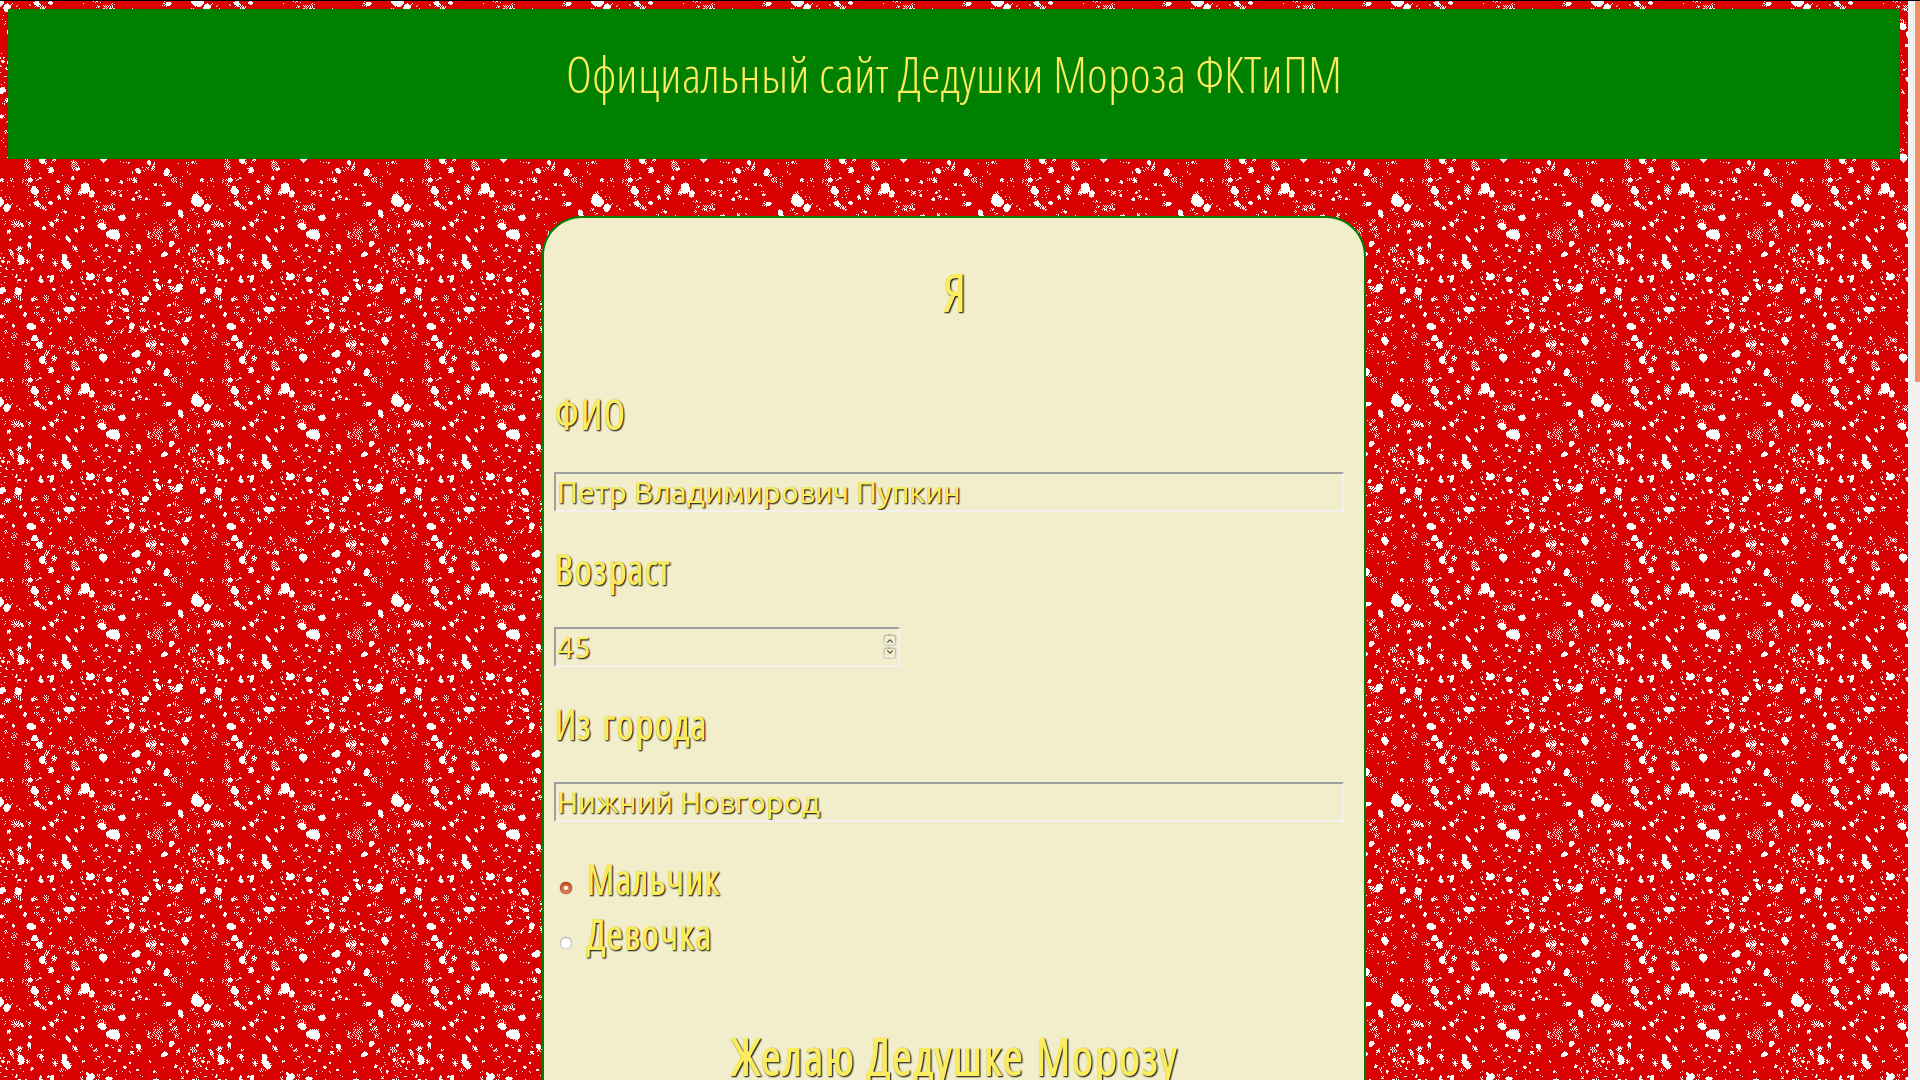 Официальный сайт Дедушки Мороза ФКТиПМ
Я
ФИО
Петр Владимирович Пупкин
Возраст
45
Из города
Нижний Новгород
Мальчик
Девочка
Желаю Дедушке Морозу